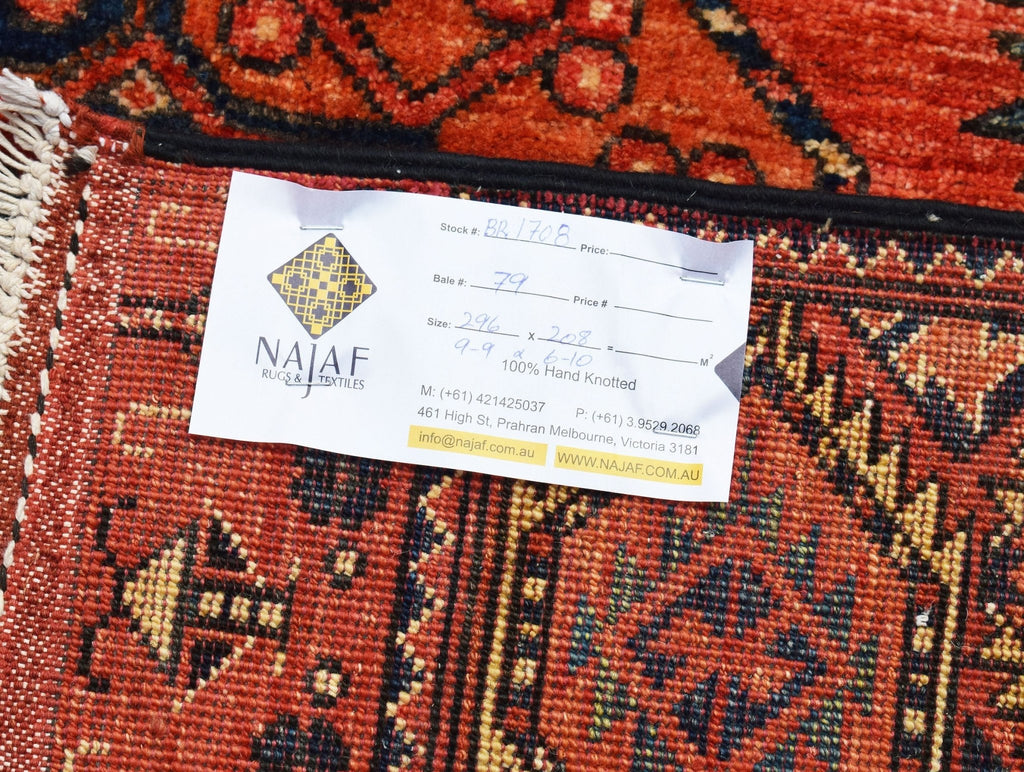 Stock #: BR1708 Price:
Bale #: 79 Price #
Size: 296 x 208 = M²
9-9 x 6-10
100% Hand Knotted
NAJAF
RUGS & TEXTILES
M: (+61) 421425037 P: (+61) 3.9529.2068
461 High St, Prahran Melbourne, Victoria 3181
info@najaf.com.au WWW.NAJAF.COM.AU